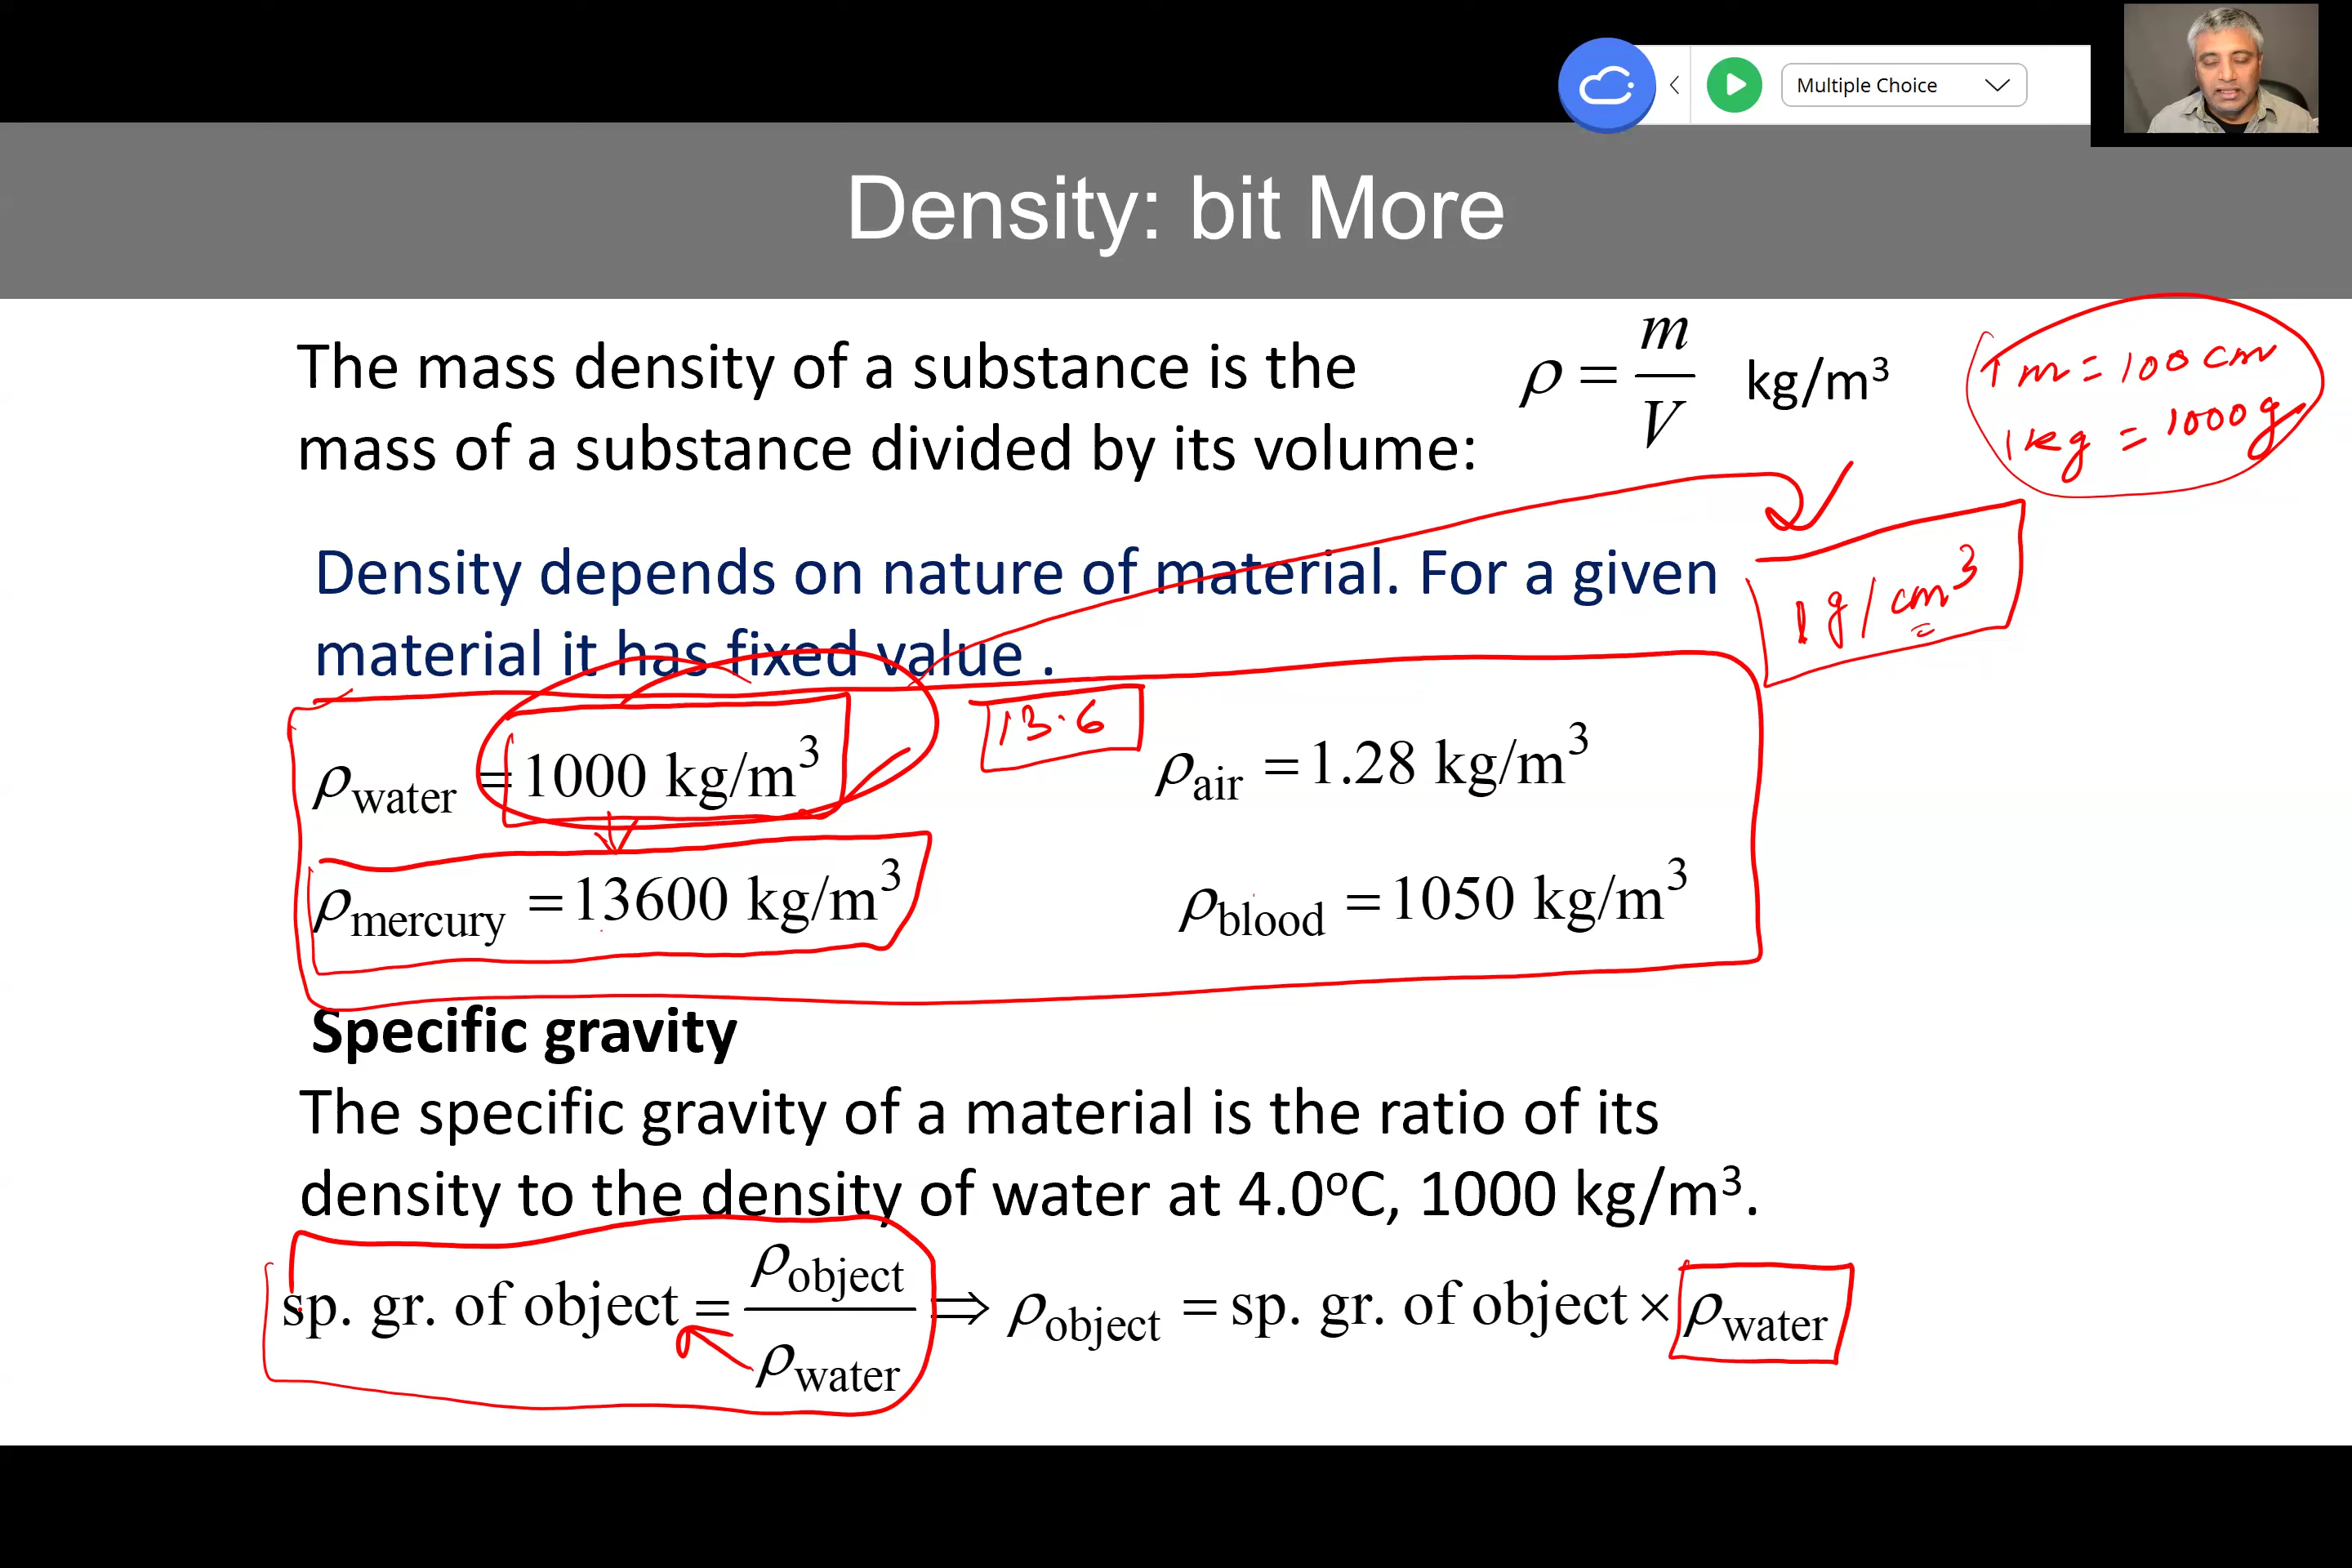 Multiple Choice
Density: bit More
The mass density of a substance is the
mass of a substance divided by its volume:
ρ = m/V kg/m³
1 m = 100 cm
1 kg = 1000 g
Density depends on nature of material. For a given
material it has fixed value .
1 g/cm³
13.6
ρwater = 1000 kg/m³
ρair = 1.28 kg/m³
ρmercury = 13600 kg/m³
ρblood = 1050 kg/m³
Specific gravity
The specific gravity of a material is the ratio of its
density to the density of water at 4.0°C, 1000 kg/m³.
sp. gr. of object = ρobject/ρwater ⇒ ρobject = sp. gr. of object × ρwater